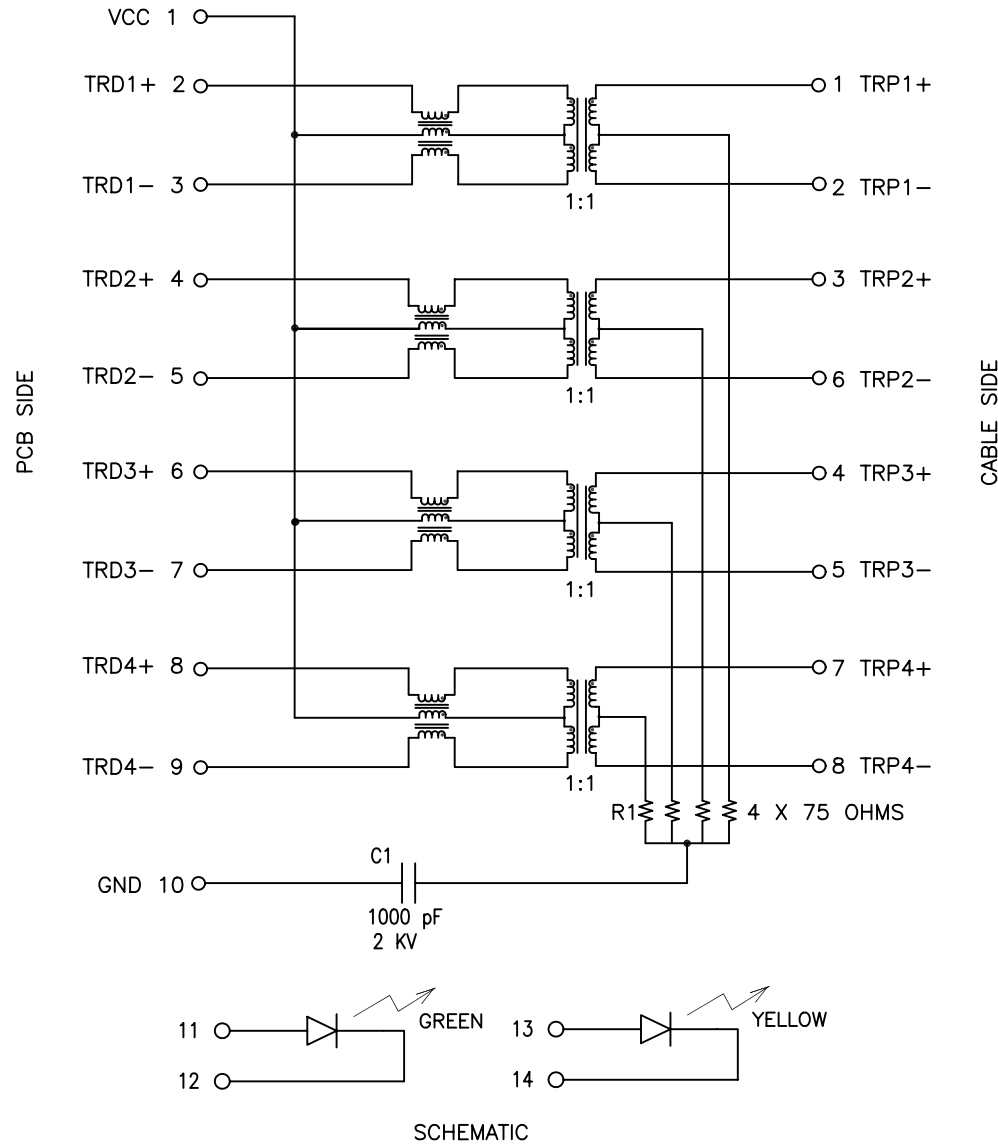 VCC 1
TRD1+ 2
1 TRP1+
TRD1- 3
2 TRP1-
1:1
TRD2+ 4
3 TRP2+
TRD2- 5
6 TRP2-
1:1
PCB SIDE
CABLE SIDE
TRD3+ 6
4 TRP3+
TRD3- 7
5 TRP3-
1:1
TRD4+ 8
7 TRP4+
TRD4- 9
8 TRP4-
1:1
R1
4 X 75 OHMS
C1
GND 10
1000 pF
2 KV
11
GREEN
12
13
YELLOW
14
SCHEMATIC